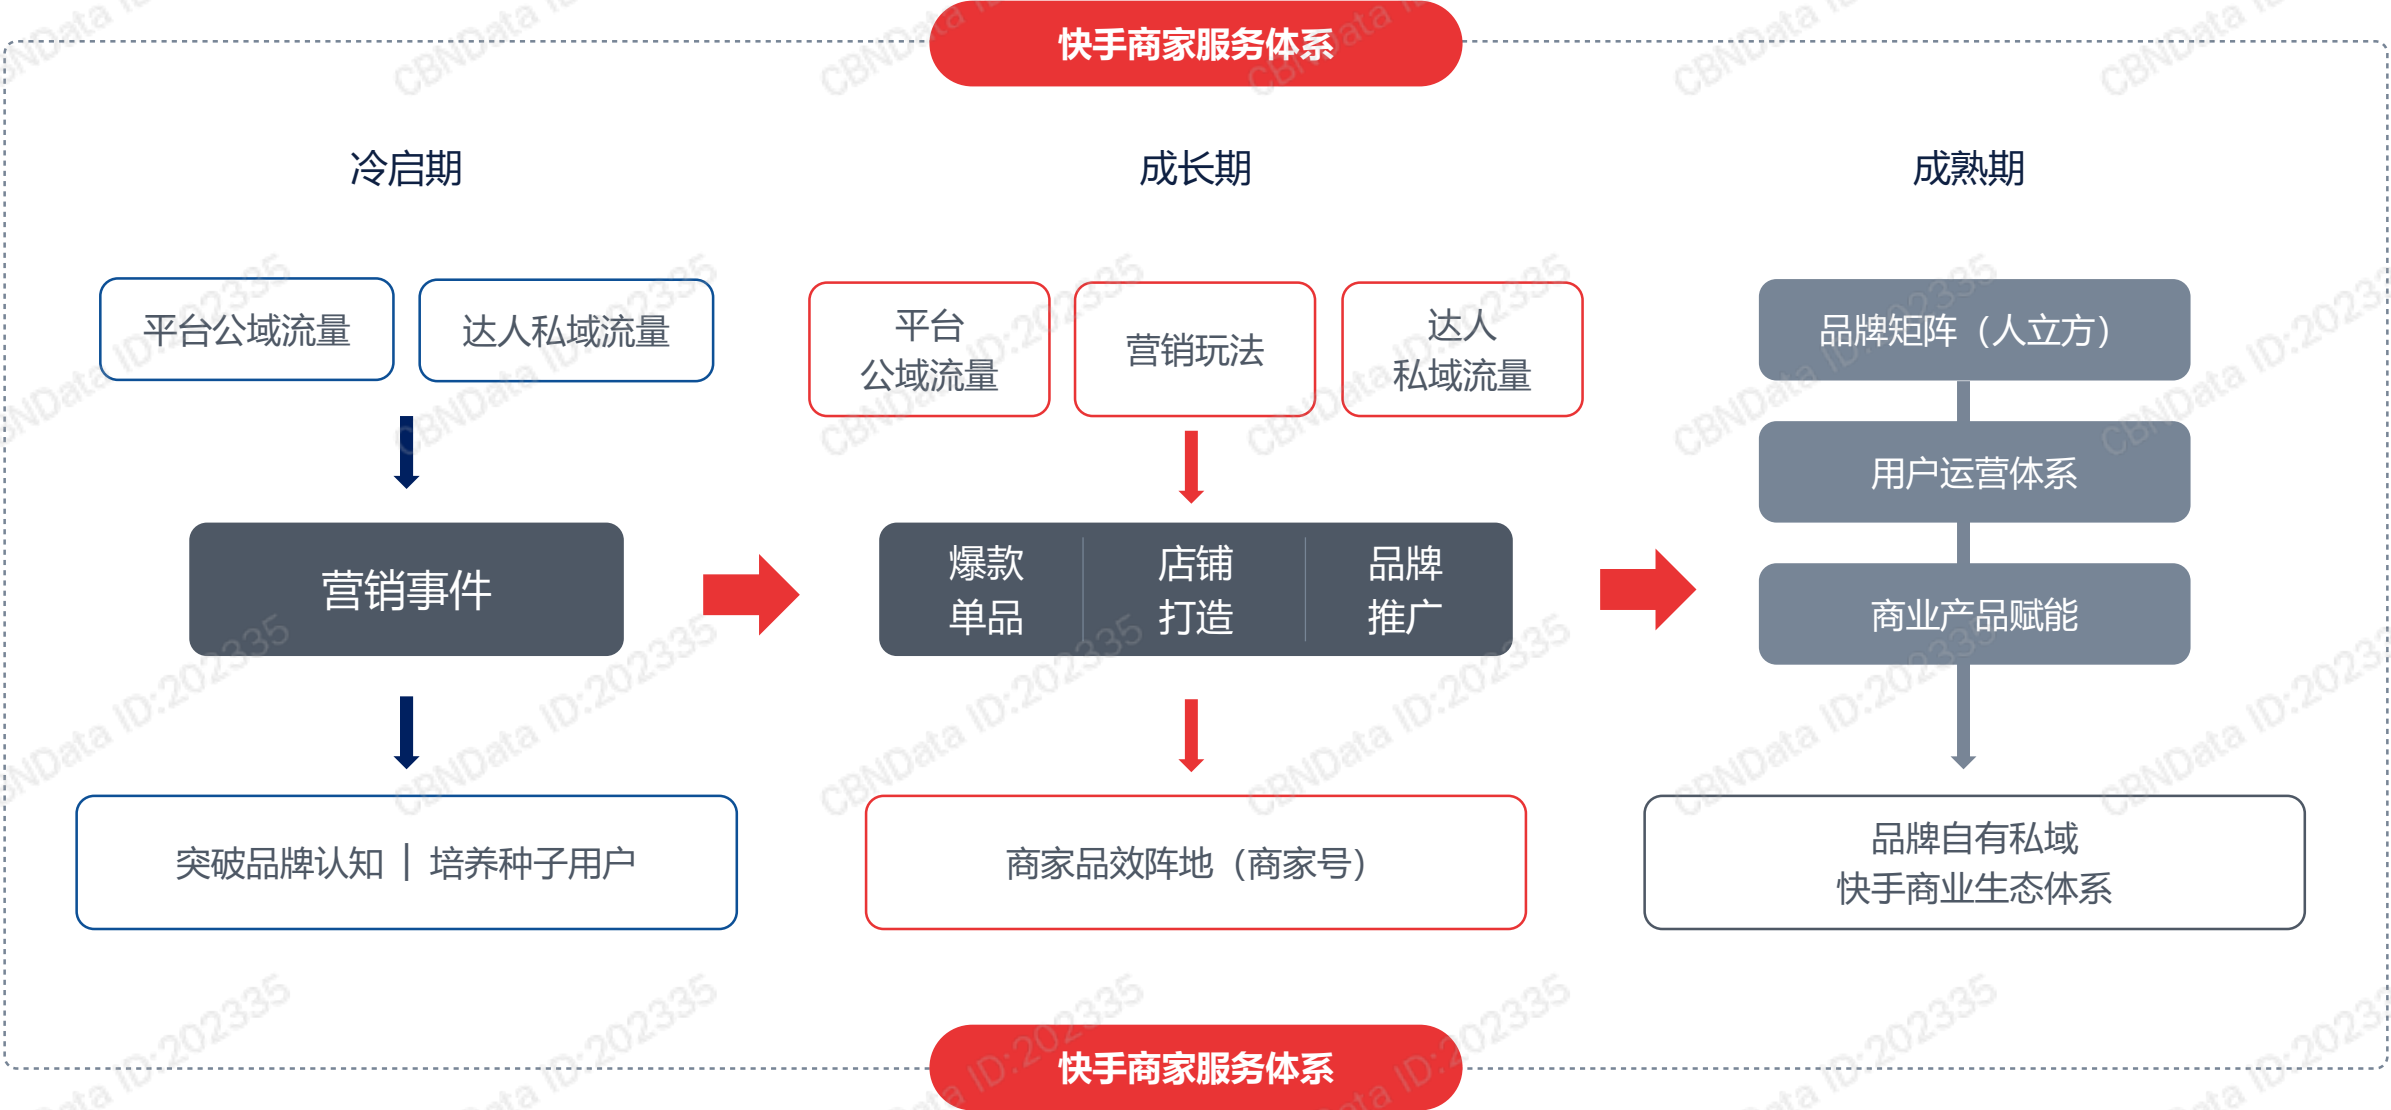 快手商家服务体系
冷启期
成长期
成熟期
平台公域流量
达人私域流量
平台
公域流量
营销玩法
达人
私域流量
品牌矩阵（人立方）
用户运营体系
商业产品赋能
营销事件
爆款
单品
店铺
打造
品牌
推广
突破品牌认知｜培养种子用户
商家品效阵地（商家号）
品牌自有私域
快手商业生态体系
快手商家服务体系
CBNData ID:202335